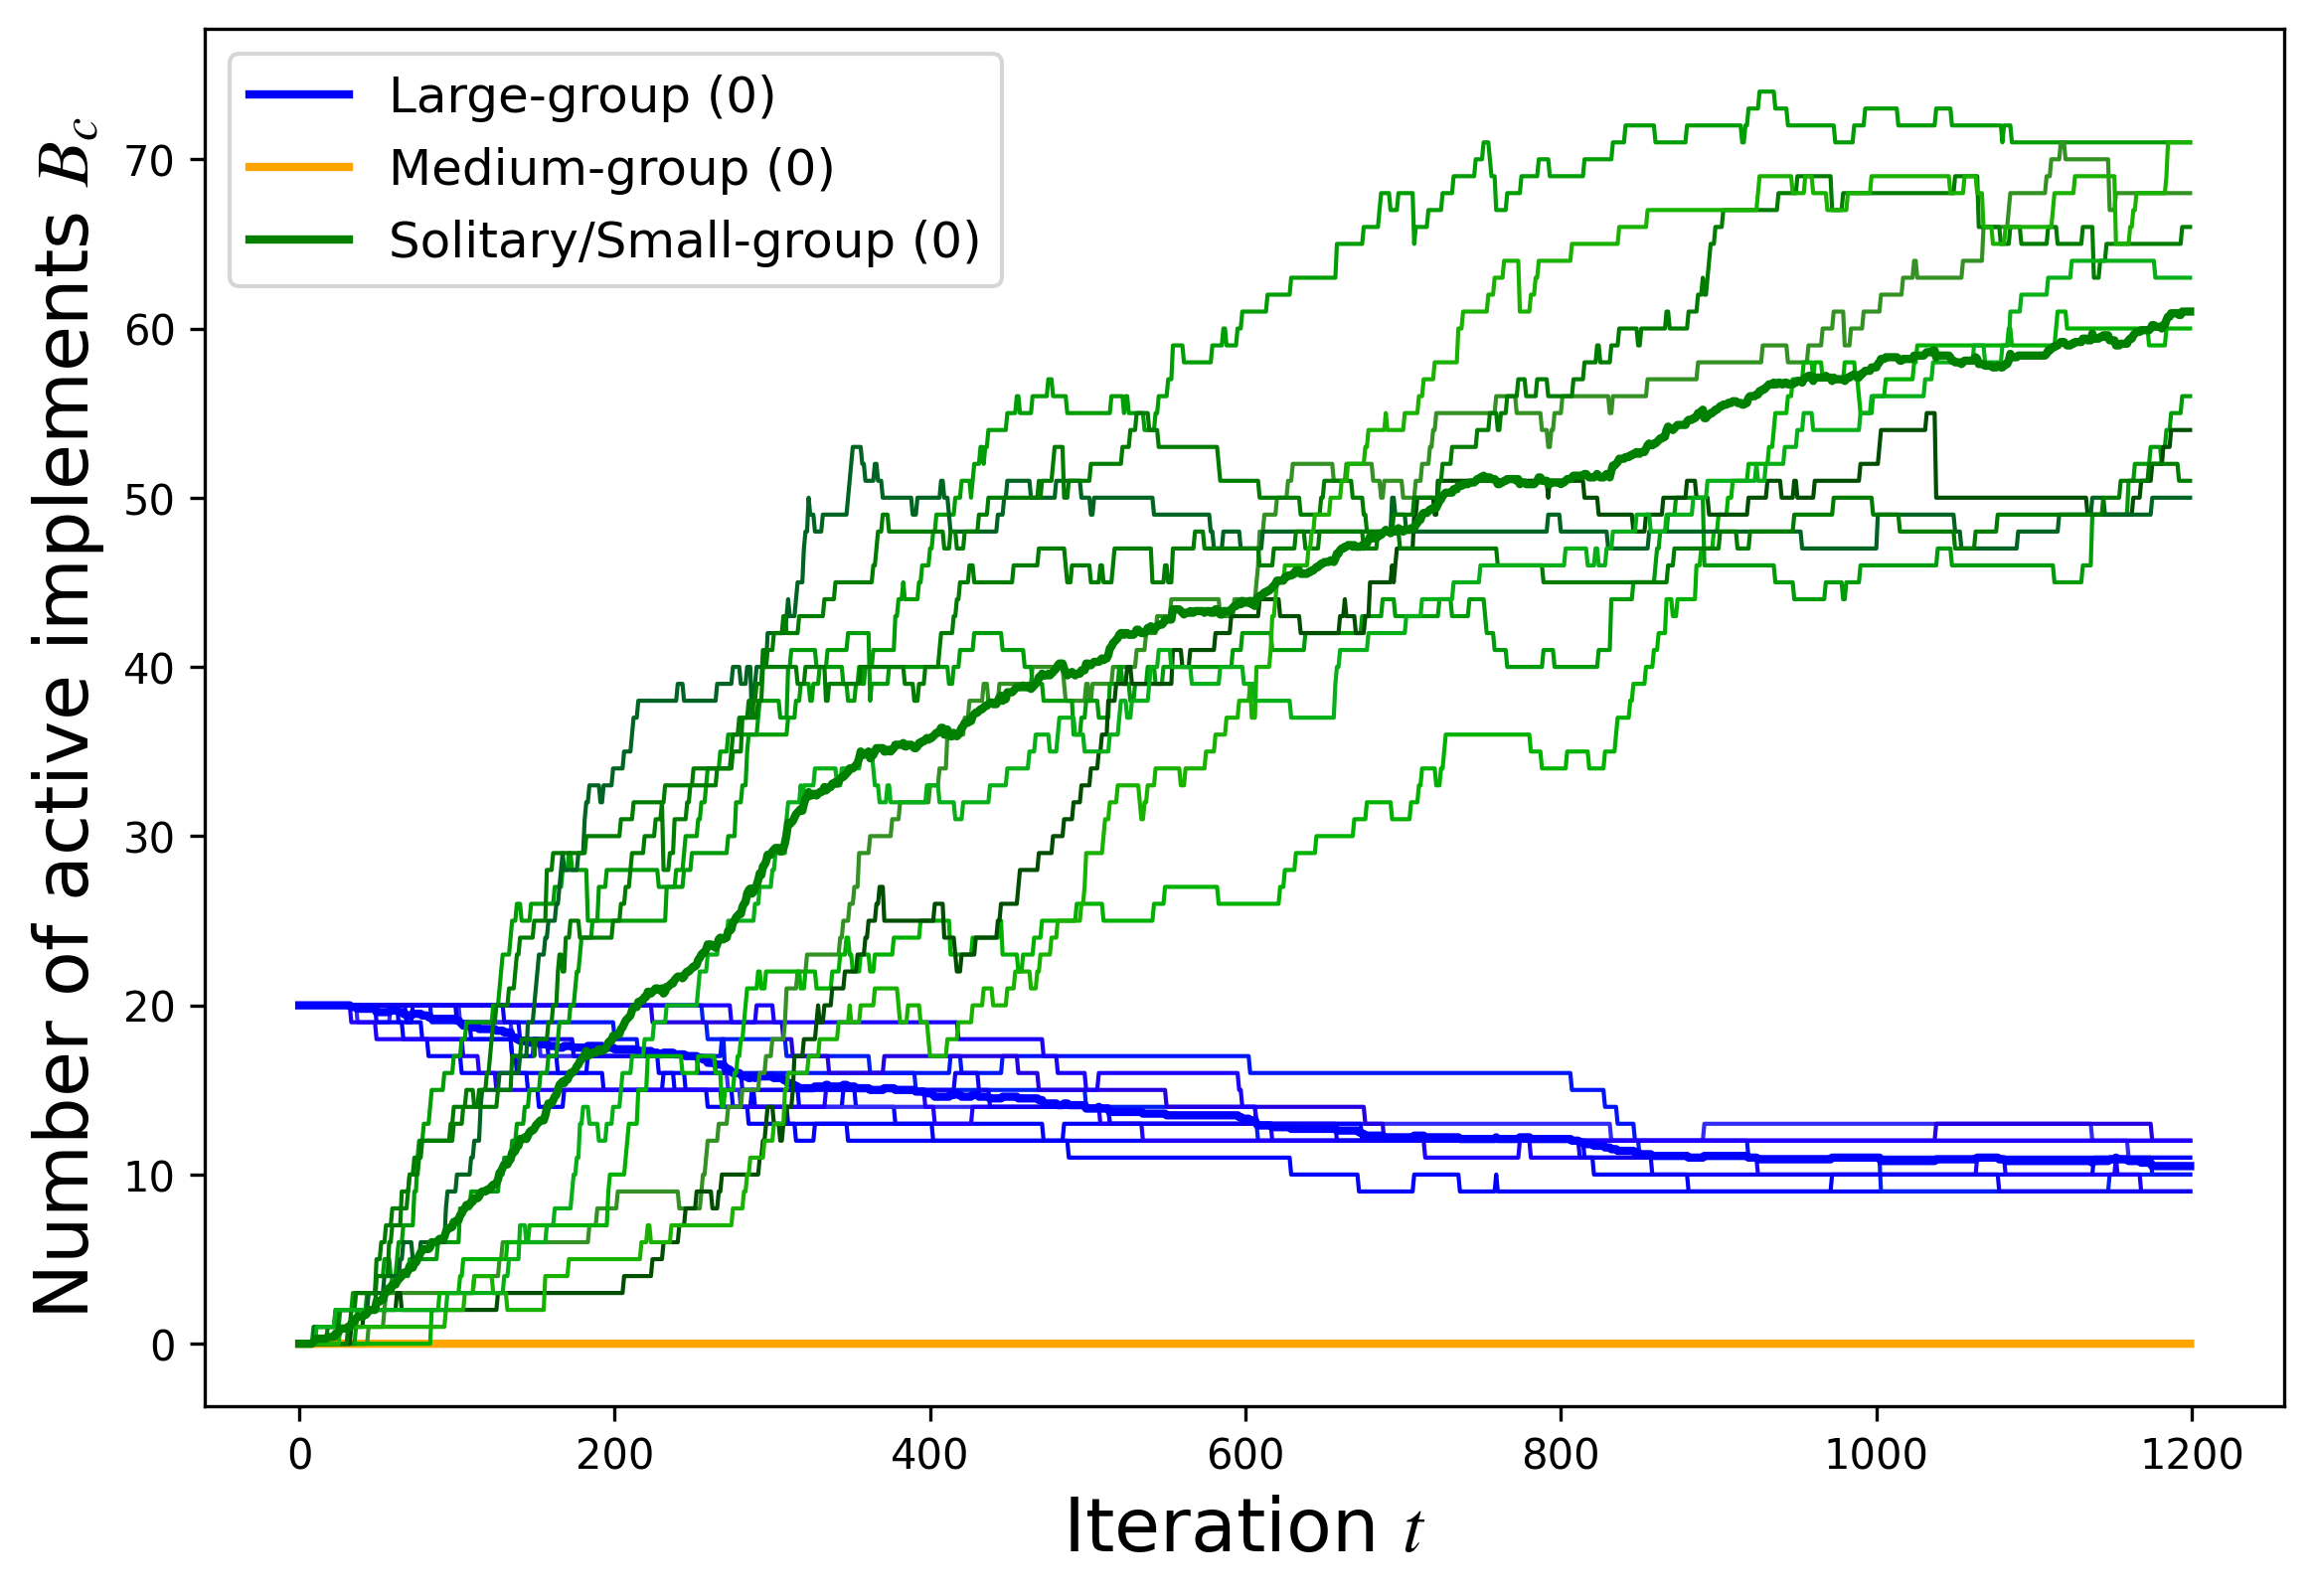 Large-group (0)
Medium-group (0)
Solitary/Small-group (0)
Number of active implements B_c
70
60
50
40
30
20
10
0
0 200 400 600 800 1000 1200
Iteration t